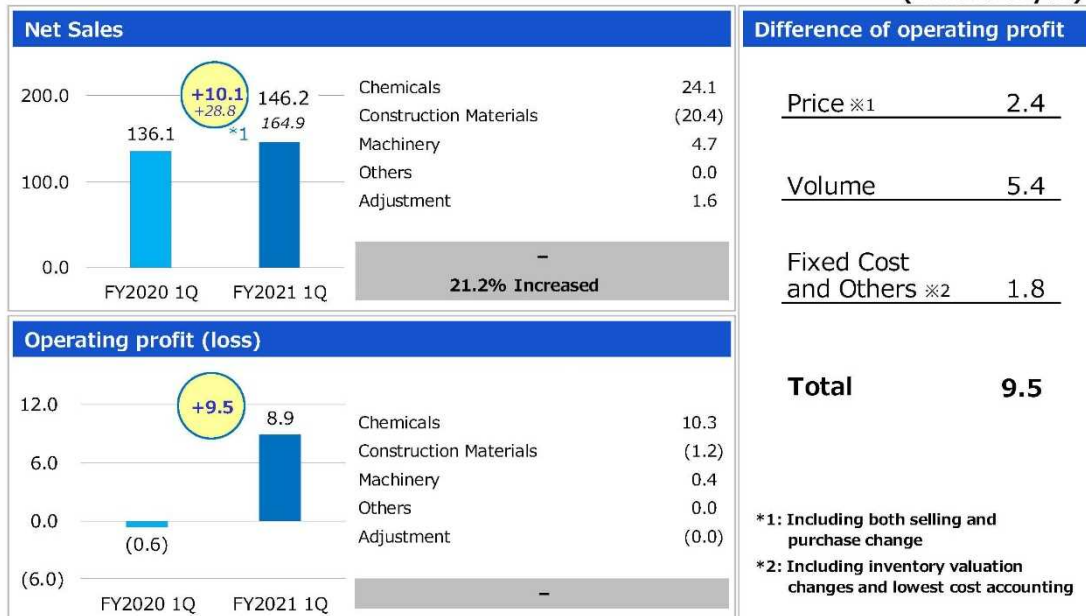 Net Sales
200.0
100.0
0.0
136.1
+10.1
+28.8
*1
146.2
164.9
FY2020 1Q FY2021 1Q
Chemicals 24.1
Construction Materials (20.4)
Machinery 4.7
Others 0.0
Adjustment 1.6
–
21.2% Increased
Operating profit (loss)
12.0
6.0
0.0
(6.0)
+9.5
8.9
(0.6)
FY2020 1Q FY2021 1Q
Chemicals 10.3
Construction Materials (1.2)
Machinery 0.4
Others 0.0
Adjustment (0.0)
–
Difference of operating profit
Price ※1 2.4
Volume 5.4
Fixed Cost
and Others ※2 1.8
Total 9.5
*1: Including both selling and
purchase change
*2: Including inventory valuation
changes and lowest cost accounting